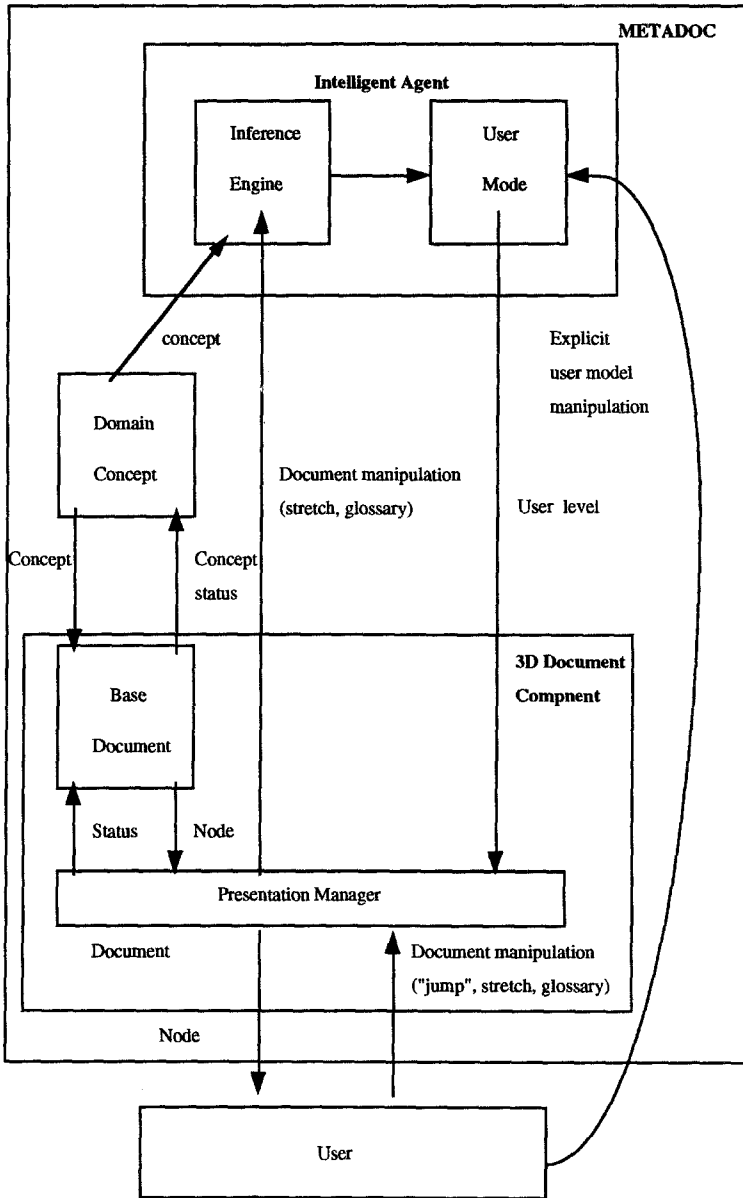 METADOC
Intelligent Agent
Inference
Engine
User
Mode
concept
Explicit
user model
manipulation
Domain
Concept
Document manipulation
(stretch, glossary)
User level
Concept
Concept
status
3D Document
Compnent
Base
Document
Status
Node
Presentation Manager
Document
Document manipulation
("jump", stretch, glossary)
Node
User